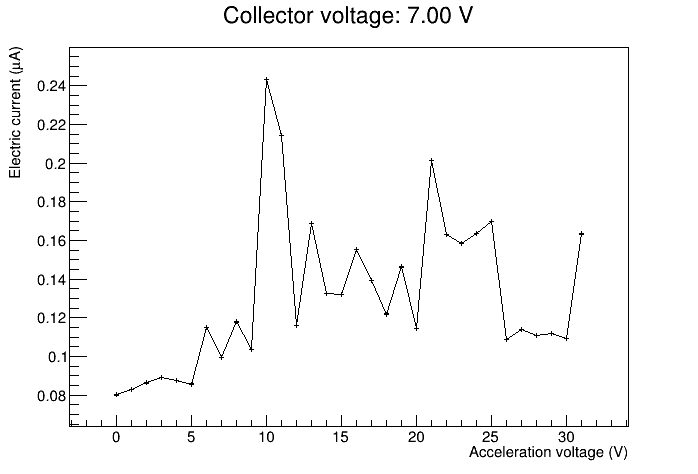 Collector voltage: 7.00 V
Electric current (µA)
0.24
0.22
0.2
0.18
0.16
0.14
0.12
0.1
0.08
0 5 10 15 20 25 30
Acceleration voltage (V)